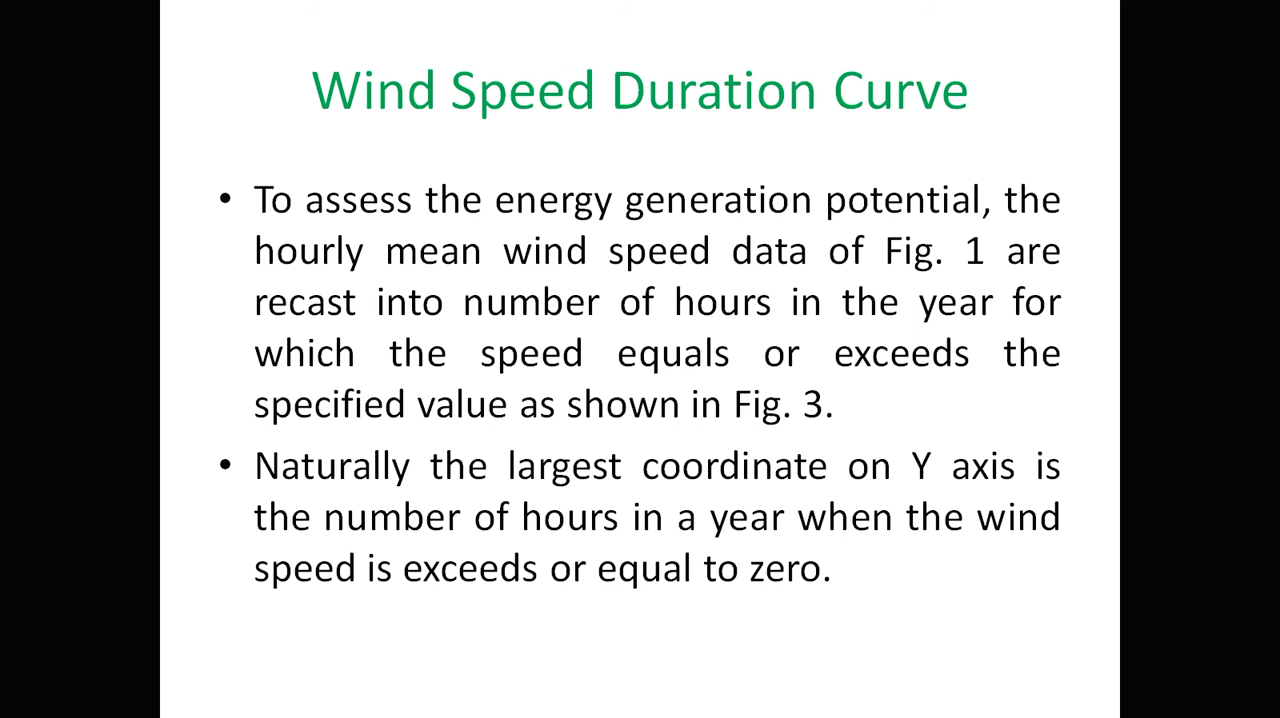 Wind Speed Duration Curve
• To assess the energy generation potential, the
hourly mean wind speed data of Fig. 1 are
recast into number of hours in the year for
which the speed equals or exceeds the
specified value as shown in Fig. 3.
• Naturally the largest coordinate on Y axis is
the number of hours in a year when the wind
speed is exceeds or equal to zero.